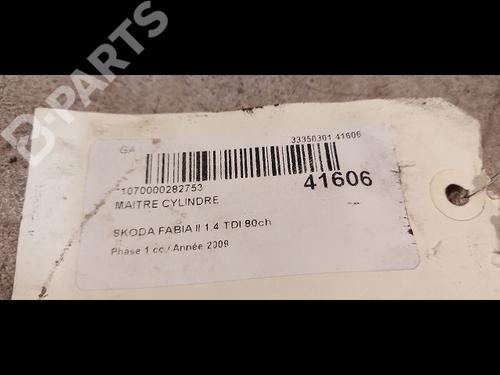 B-PARTS
GA
33350301 41606
*1070000282753
41606
MAITRE CYLINDRE
SKODA FABIA II 1.4 TDI 80ch
Phase 1 cc / Année 2009